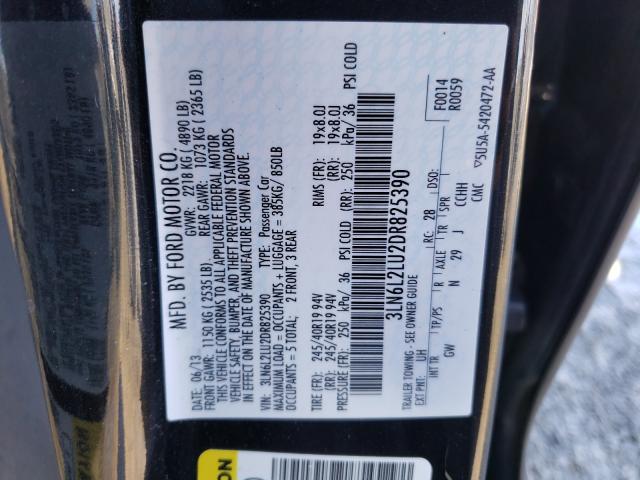 MFD. BY FORD MOTOR CO.
DATE: 06/13 GVWR: 2218 KG (4890 LB)
FRONT GAWR: 1150 KG (2535 LB) REAR GAWR: 1073 KG (2365 LB)
THIS VEHICLE CONFORMS TO ALL APPLICABLE FEDERAL MOTOR
VEHICLE SAFETY, BUMPER, AND THEFT PREVENTION STANDARDS
IN EFFECT ON THE DATE OF MANUFACTURE SHOWN ABOVE.
VIN: 3LN6L2LU2DR825390 TYPE: Passenger Car
MAXIMUM LOAD = OCCUPANTS + LUGGAGE = 385KG/ 850LB
OCCUPANTS = 5 TOTAL: 2 FRONT, 3 REAR
TIRE (FR): 245/40R19 94V RIMS (FR): 19x8.0J
(RR): 245/40R19 94V (RR): 19x8.0J
PRESSURE (FR): 250 kPa/ 36 PSI COLD (RR): 250 kPa/ 36 PSI COLD
3LN6L2LU2DR825390
F0014
R0059
TRAILER TOWING - SEE OWNER GUIDE
EXT PNT: UH RC: 28 DSO:
INT TR TP/PS R AXLE TR SPR
GW N 29 J CCHH
CMC
5U5A-5420472-AA
ON